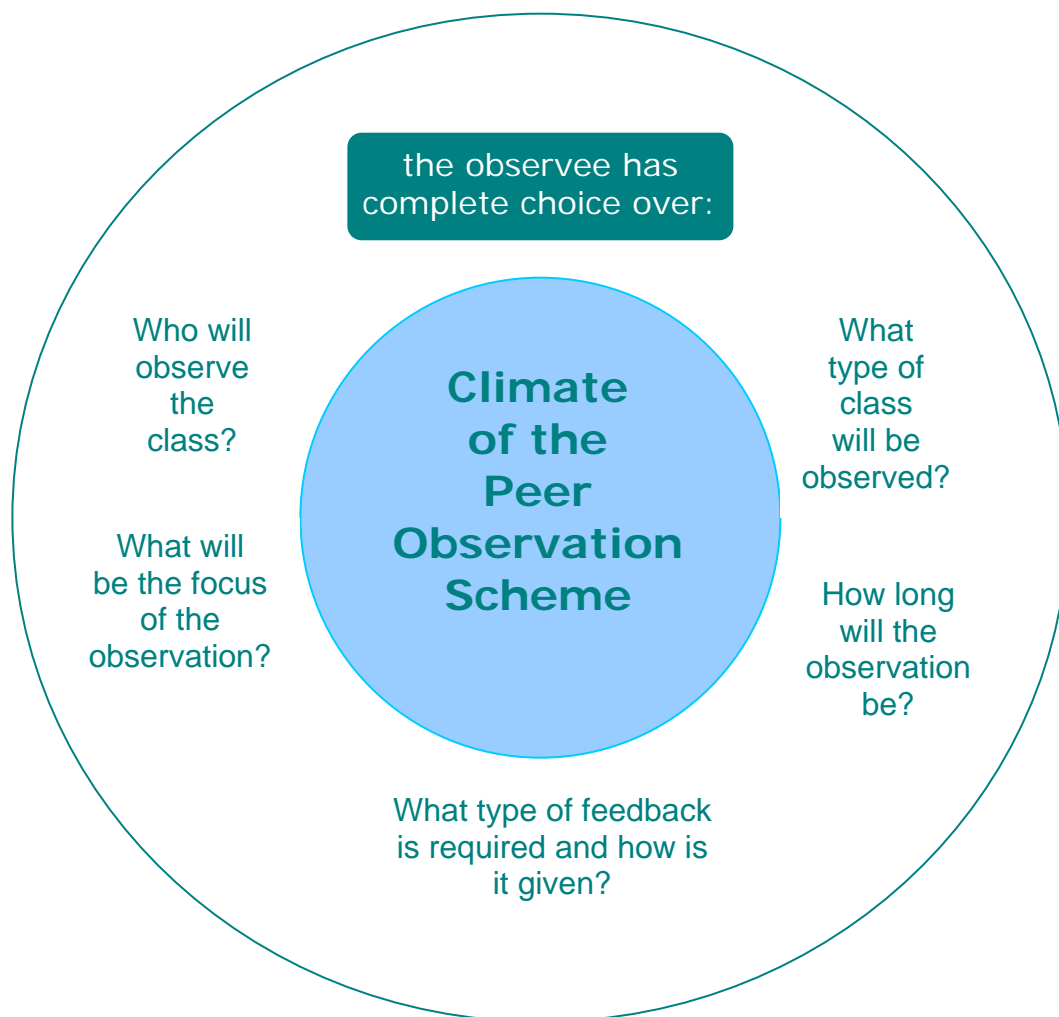 the observee has
complete choice over:
Who will
observe
the
class?
What
type of
class
will be
observed?
Climate
of the
Peer
Observation
Scheme
What will
be the focus
of the
observation?
How long
will the
observation
be?
What type of feedback
is required and how is
it given?